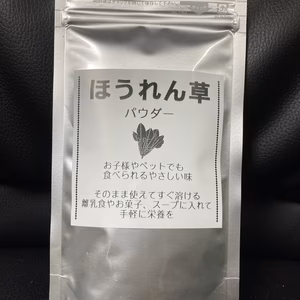 ほうれん草
パウダー
お子様やペットでも
食べられるやさしい味
そのまま使えてすぐ溶ける
離乳食やお菓子、スープに入れて
手軽に栄養を